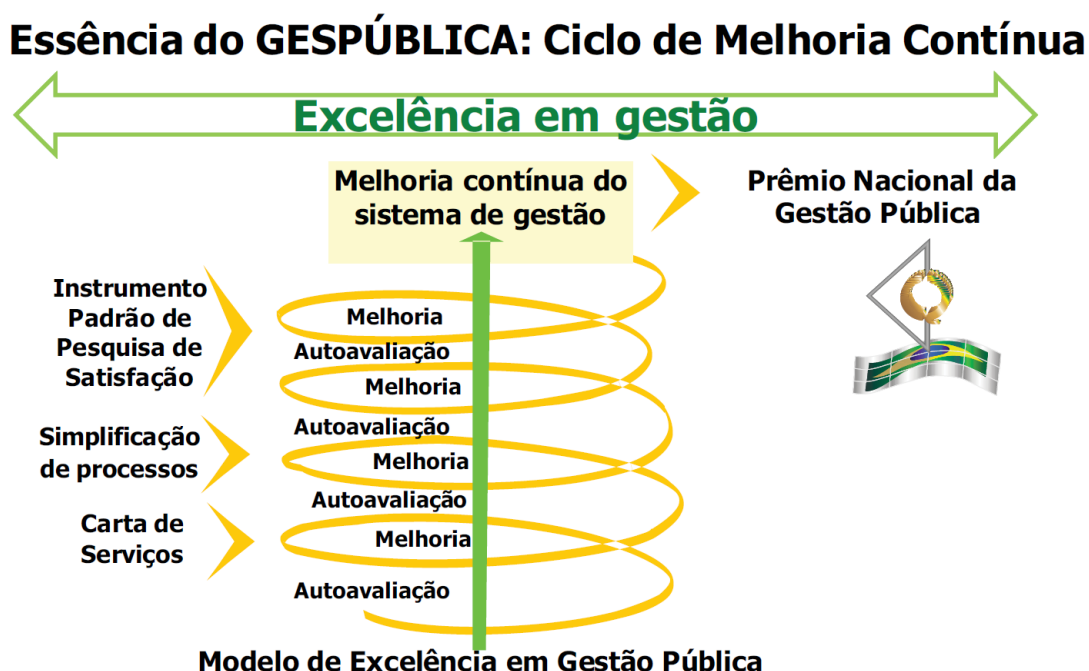 Essência do GESPÚBLICA: Ciclo de Melhoria Contínua
Excelência em gestão
Melhoria contínua do
sistema de gestão
Prêmio Nacional da
Gestão Pública
Instrumento
Padrão de
Pesquisa de
Satisfação
Simplificação
de processos
Carta de
Serviços
Melhoria
Autoavaliação
Melhoria
Autoavaliação
Melhoria
Autoavaliação
Melhoria
Autoavaliação
Modelo de Excelência em Gestão Pública